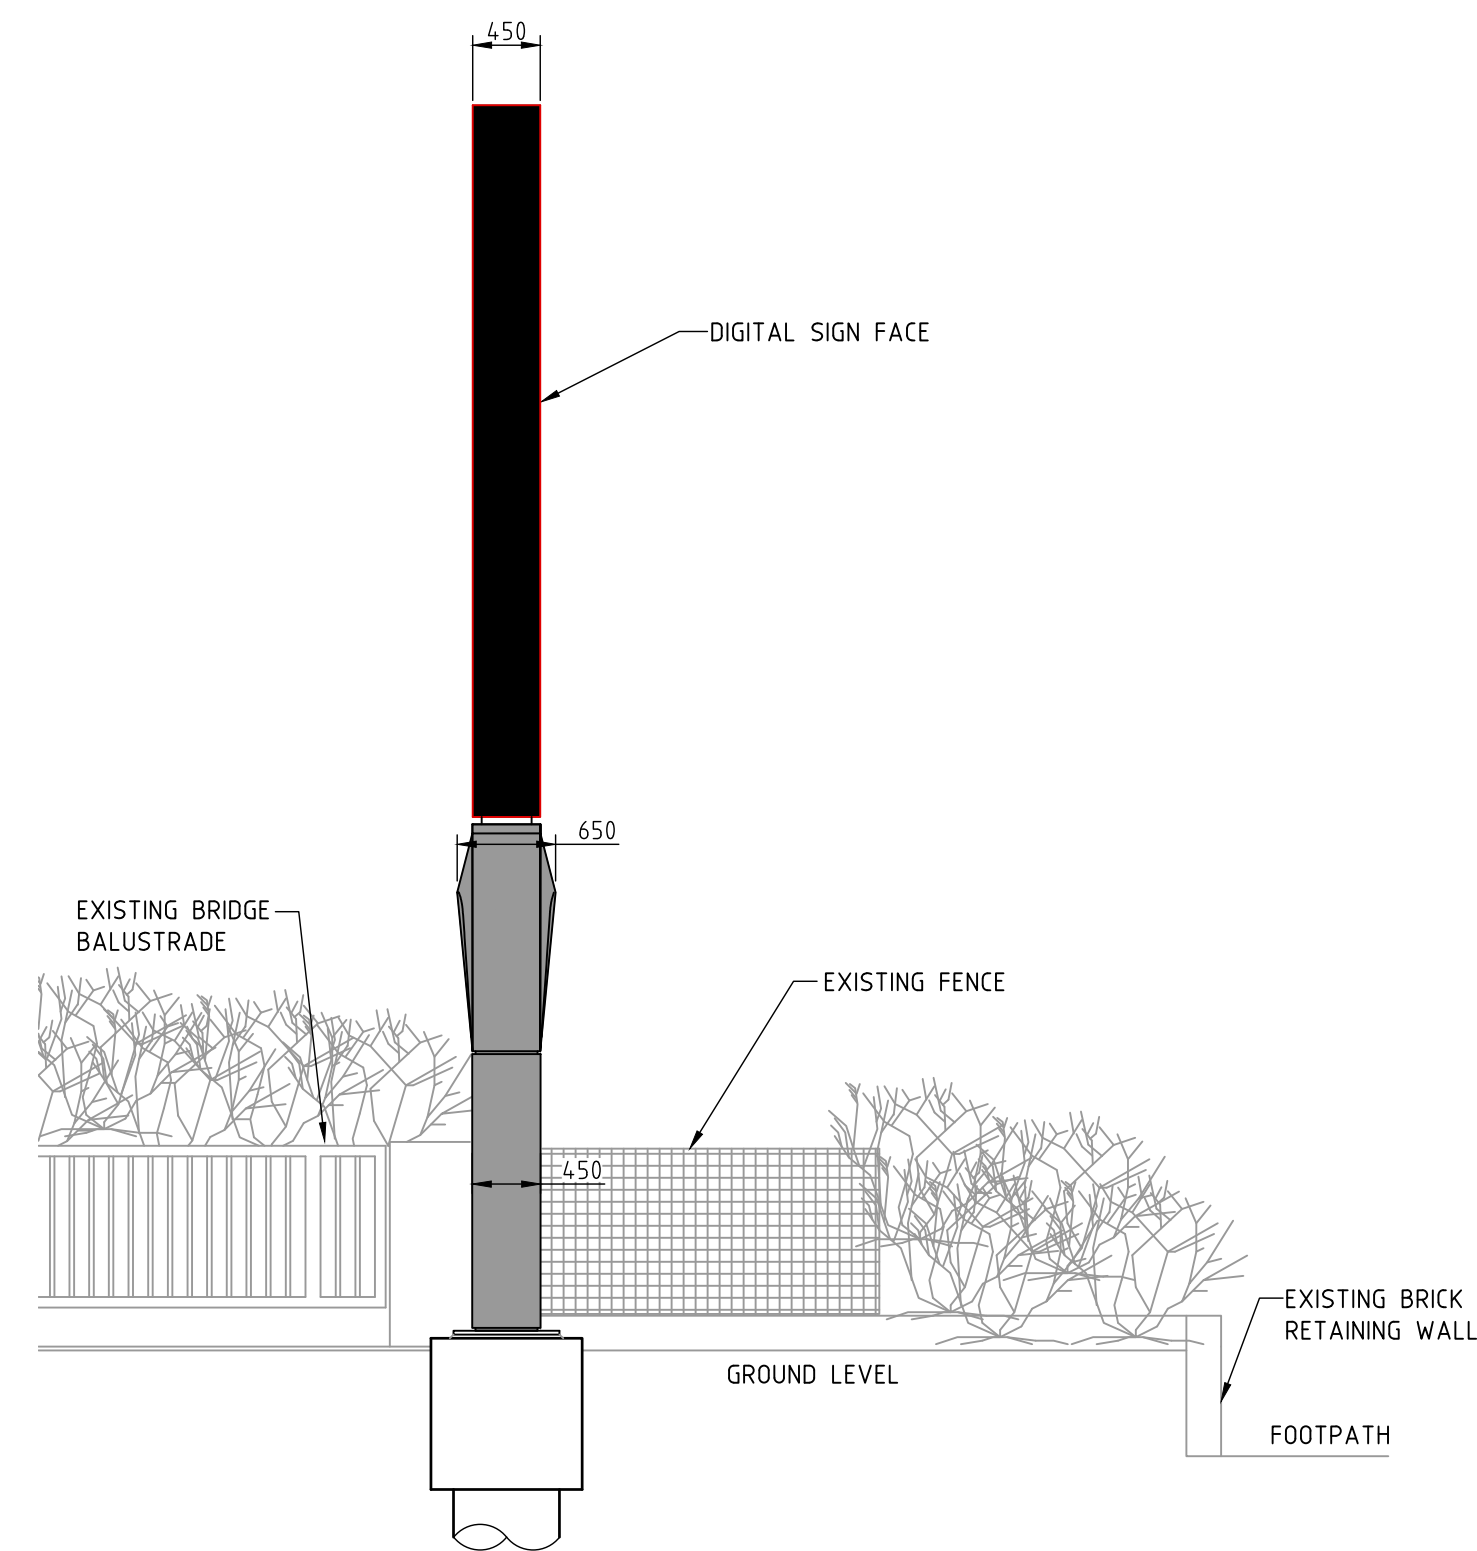 450
DIGITAL SIGN FACE
650
EXISTING BRIDGE
BALUSTRADE
EXISTING FENCE
450
EXISTING BRICK
RETAINING WALL
GROUND LEVEL
FOOTPATH